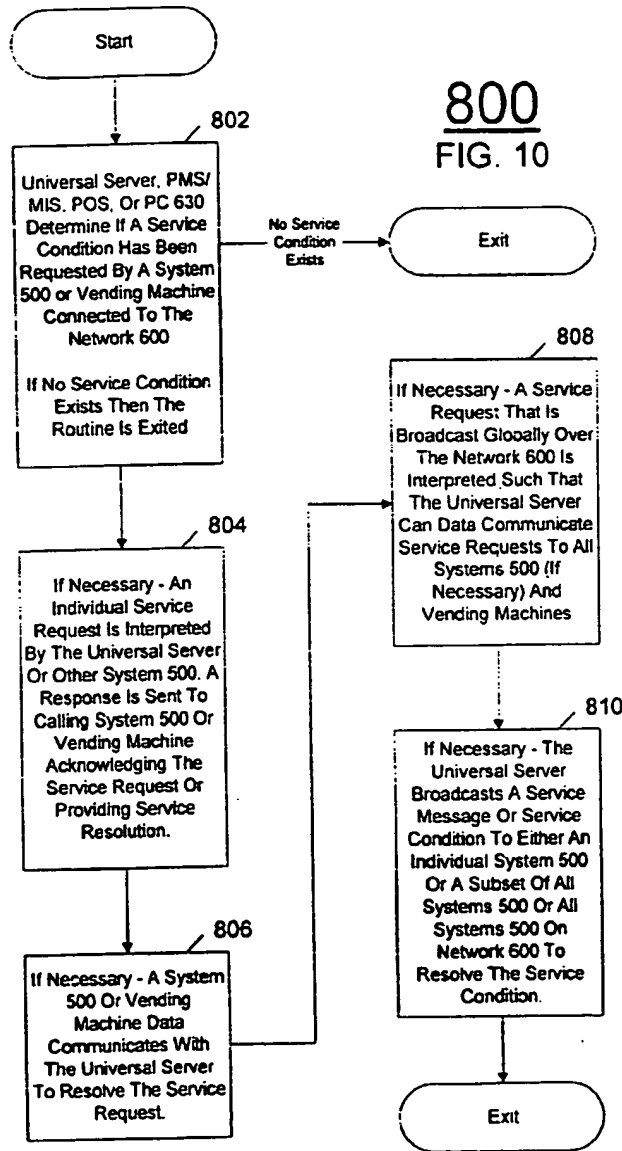 Start
800
FIG. 10
802
Universal Server, PMS/
MIS. POS, Or PC 630
Determine If A Service
Condition Has Been
Requested By A System
500 or Vending Machine
Connected To The
Network 600
If No Service Condition
Exists Then The
Routine Is Exited
No Service
Condition
Exists
Exit
804
If Necessary - An
Individual Service
Request Is Interpreted
By The Universal Server
Or Other System 500. A
Response Is Sent To
Calling System 500 Or
Vending Machine
Acknowledging The
Service Request Or
Providing Service
Resolution.
806
If Necessary - A System
500 Or Vending
Machine Data
Communicates With
The Universal Server
To Resolve The Service
Request.
808
If Necessary - A Service
Request That Is
Broadcast Globally Over
The Network 600 Is
Interpreted Such That
The Universal Server
Can Data Communicate
Service Requests To All
Systems 500 (If
Necessary) And
Vending Machines
810
If Necessary - The
Universal Server
Broadcasts A Service
Message Or Service
Condition To Either An
Individual System 500
Or A Subset Of All
Systems 500 Or All
Systems 500 On
Network 600 To
Resolve The Service
Condition.
Exit